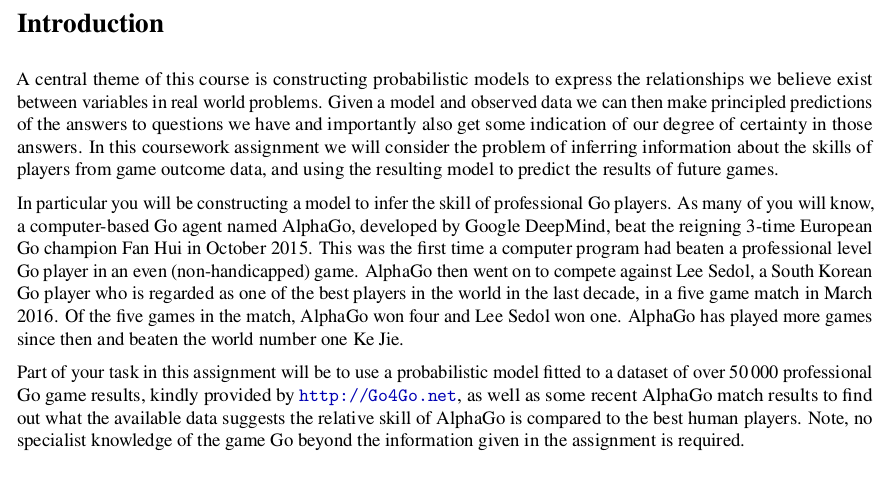 Introduction
A central theme of this course is constructing probabilistic models to express the relationships we believe exist
between variables in real world problems. Given a model and observed data we can then make principled predictions
of the answers to questions we have and importantly also get some indication of our degree of certainty in those
answers. In this coursework assignment we will consider the problem of inferring information about the skills of
players from game outcome data, and using the resulting model to predict the results of future games.
In particular you will be constructing a model to infer the skill of professional Go players. As many of you will know,
a computer-based Go agent named AlphaGo, developed by Google DeepMind, beat the reigning 3-time European
Go champion Fan Hui in October 2015. This was the first time a computer program had beaten a professional level
Go player in an even (non-handicapped) game. AlphaGo then went on to compete against Lee Sedol, a South Korean
Go player who is regarded as one of the best players in the world in the last decade, in a five game match in March
2016. Of the five games in the match, AlphaGo won four and Lee Sedol won one. AlphaGo has played more games
since then and beaten the world number one Ke Jie.
Part of your task in this assignment will be to use a probabilistic model fitted to a dataset of over 50 000 professional
Go game results, kindly provided by http://Go4Go.net, as well as some recent AlphaGo match results to find
out what the available data suggests the relative skill of AlphaGo is compared to the best human players. Note, no
specialist knowledge of the game Go beyond the information given in the assignment is required.